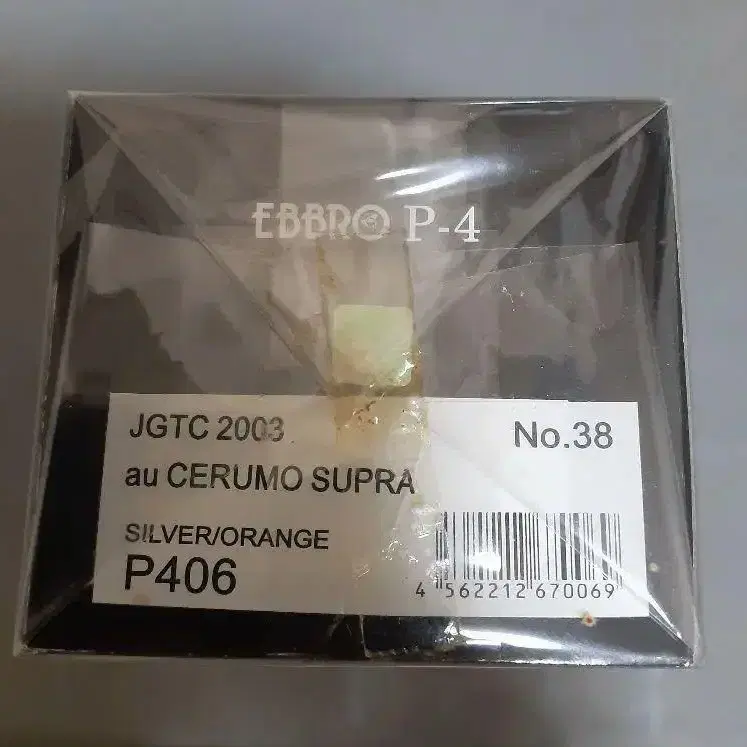 EBBRO P-4
JGTC 2003
No.38
au CERUMO SUPRA
SILVER/ORANGE
P406
4 562212 670069